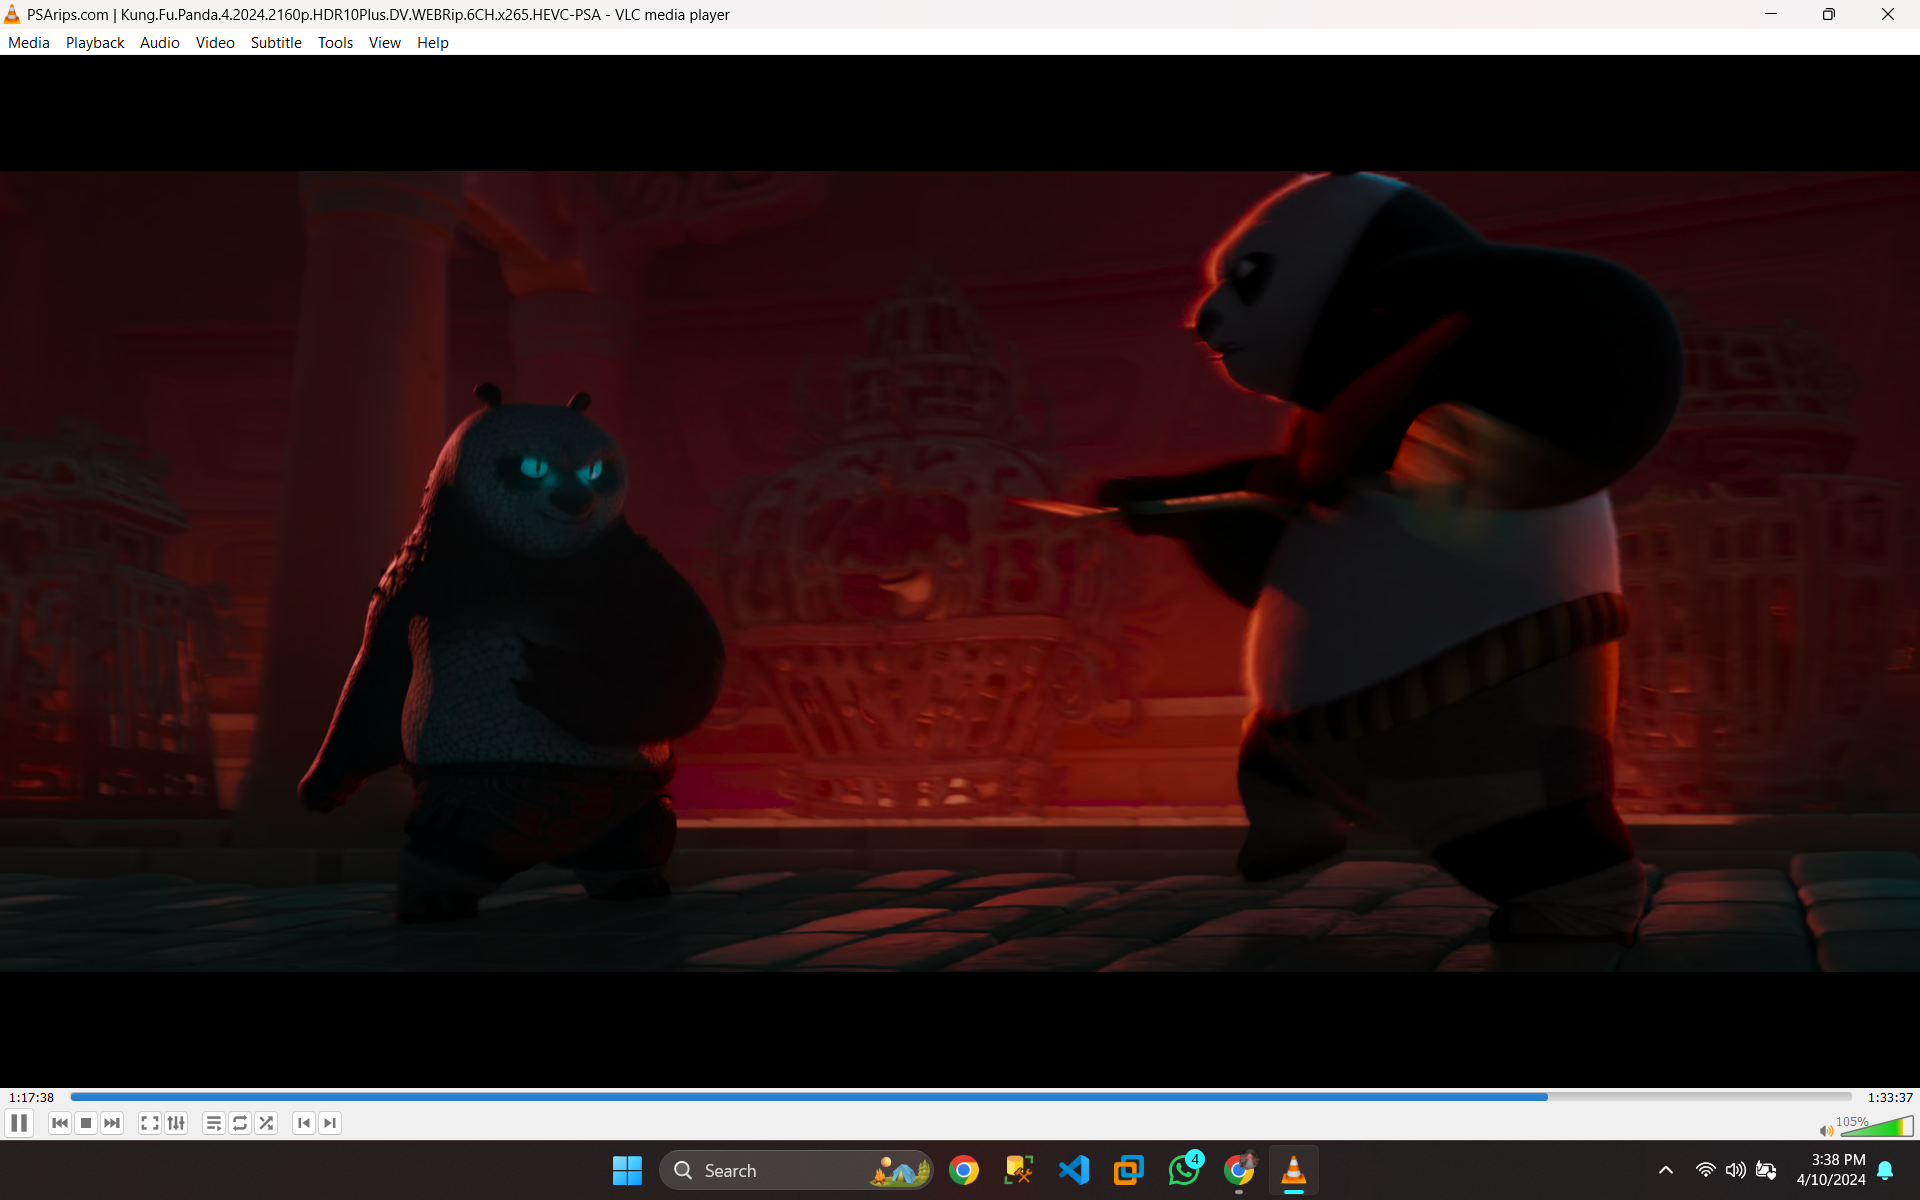 PSArips.com | Kung.Fu.Panda.4.2024.2160p.HDR10Plus.DV.WEBRip.6CH.x265.HEVC-PSA - VLC media player
Media Playback Audio Video Subtitle Tools View Help
1:17:38 1:33:37
105%
Search
4
3:38 PM
4/10/2024